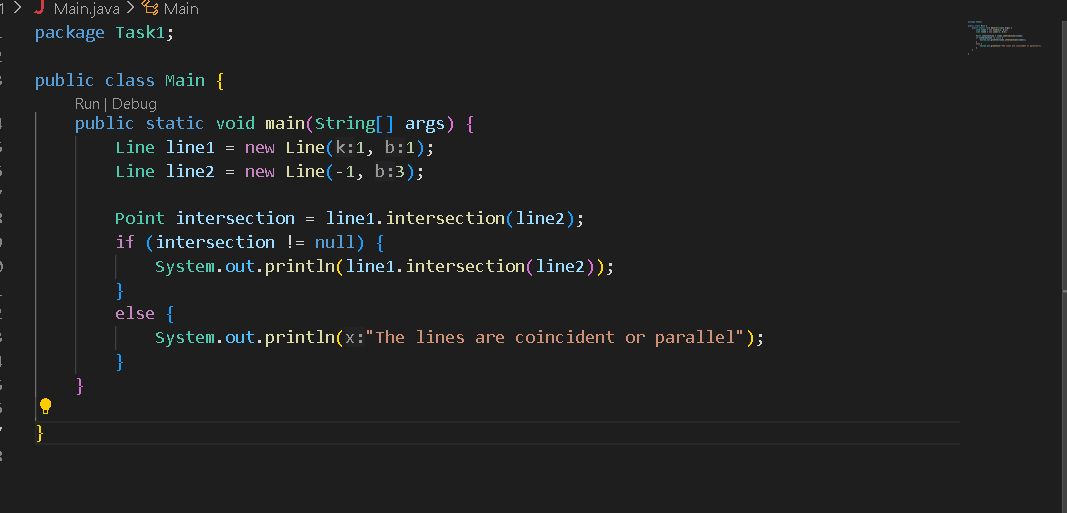 Main.java > Main
package Task1;
public class Main {
Run | Debug
public static void main(String[] args) {
Line line1 = new Line(k:1, b:1);
Line line2 = new Line(-1, b:3);
Point intersection = line1.intersection(line2);
if (intersection != null) {
System.out.println(line1.intersection(line2));
}
else {
System.out.println(x:"The lines are coincident or parallel");
}
}
}